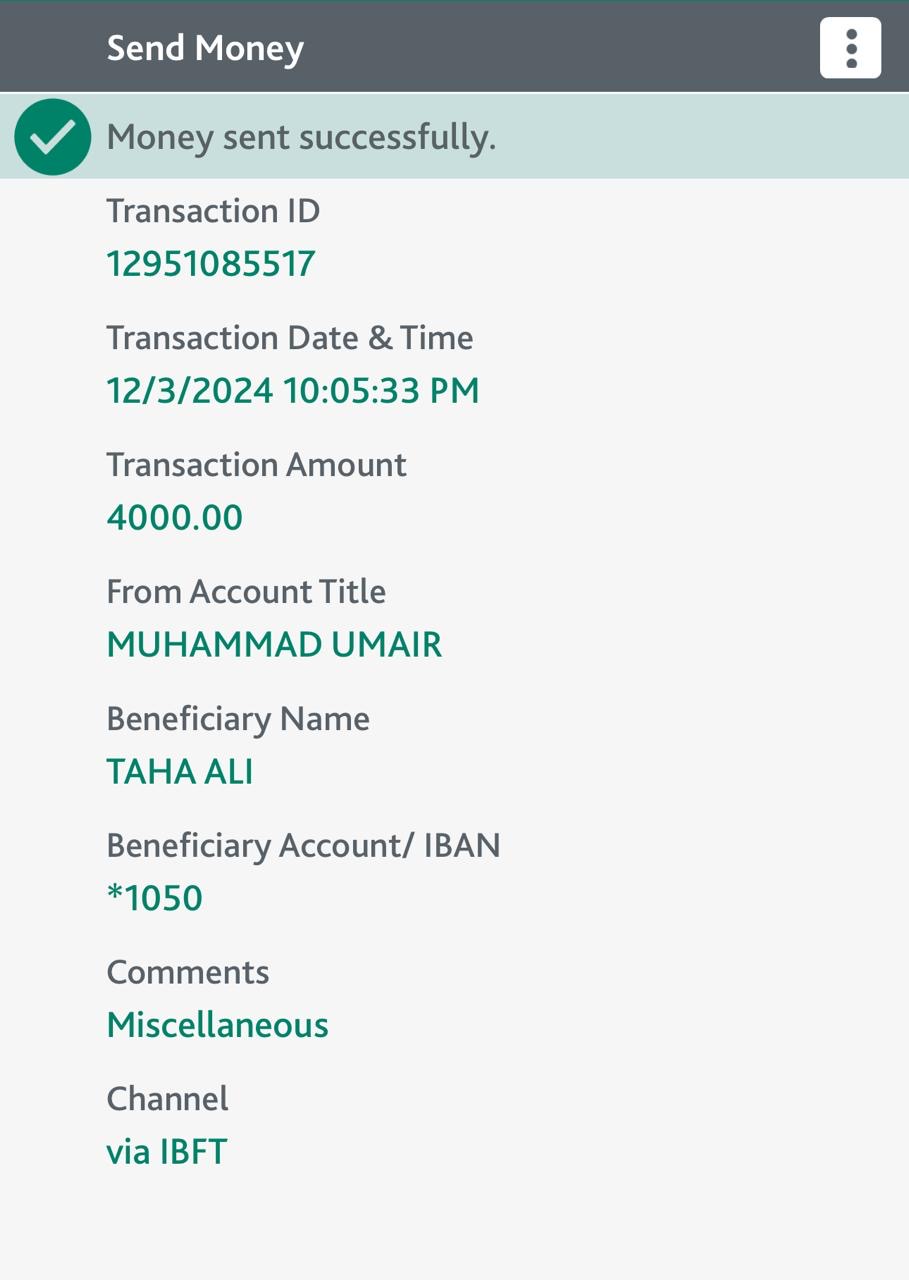 Send Money
Money sent successfully.
Transaction ID
12951085517
Transaction Date & Time
12/3/2024 10:05:33 PM
Transaction Amount
4000.00
From Account Title
MUHAMMAD UMAIR
Beneficiary Name
TAHA ALI
Beneficiary Account/ IBAN
*1050
Comments
Miscellaneous
Channel
via IBFT